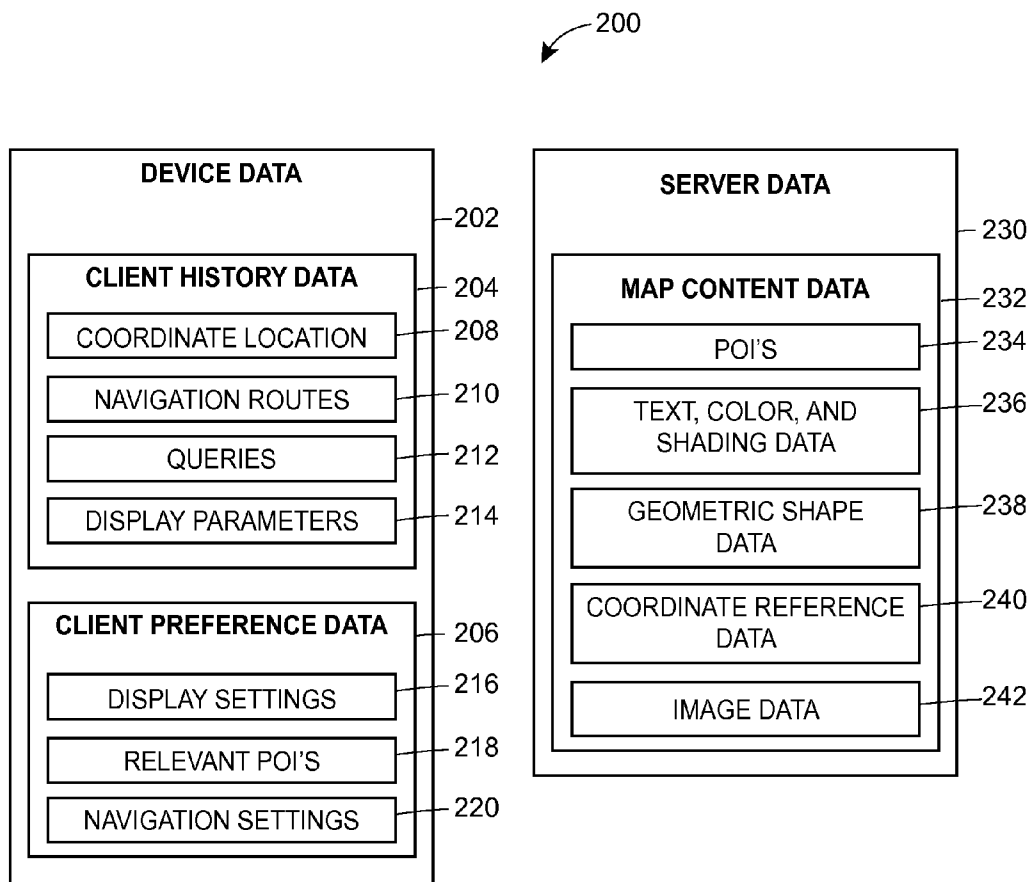 200
DEVICE DATA
202
CLIENT HISTORY DATA
204
COORDINATE LOCATION
208
NAVIGATION ROUTES
210
QUERIES
212
DISPLAY PARAMETERS
214
CLIENT PREFERENCE DATA
206
DISPLAY SETTINGS
216
RELEVANT POI'S
218
NAVIGATION SETTINGS
220
SERVER DATA
230
MAP CONTENT DATA
232
POI'S
234
TEXT, COLOR, AND
SHADING DATA
236
GEOMETRIC SHAPE
DATA
238
COORDINATE REFERENCE
DATA
240
IMAGE DATA
242